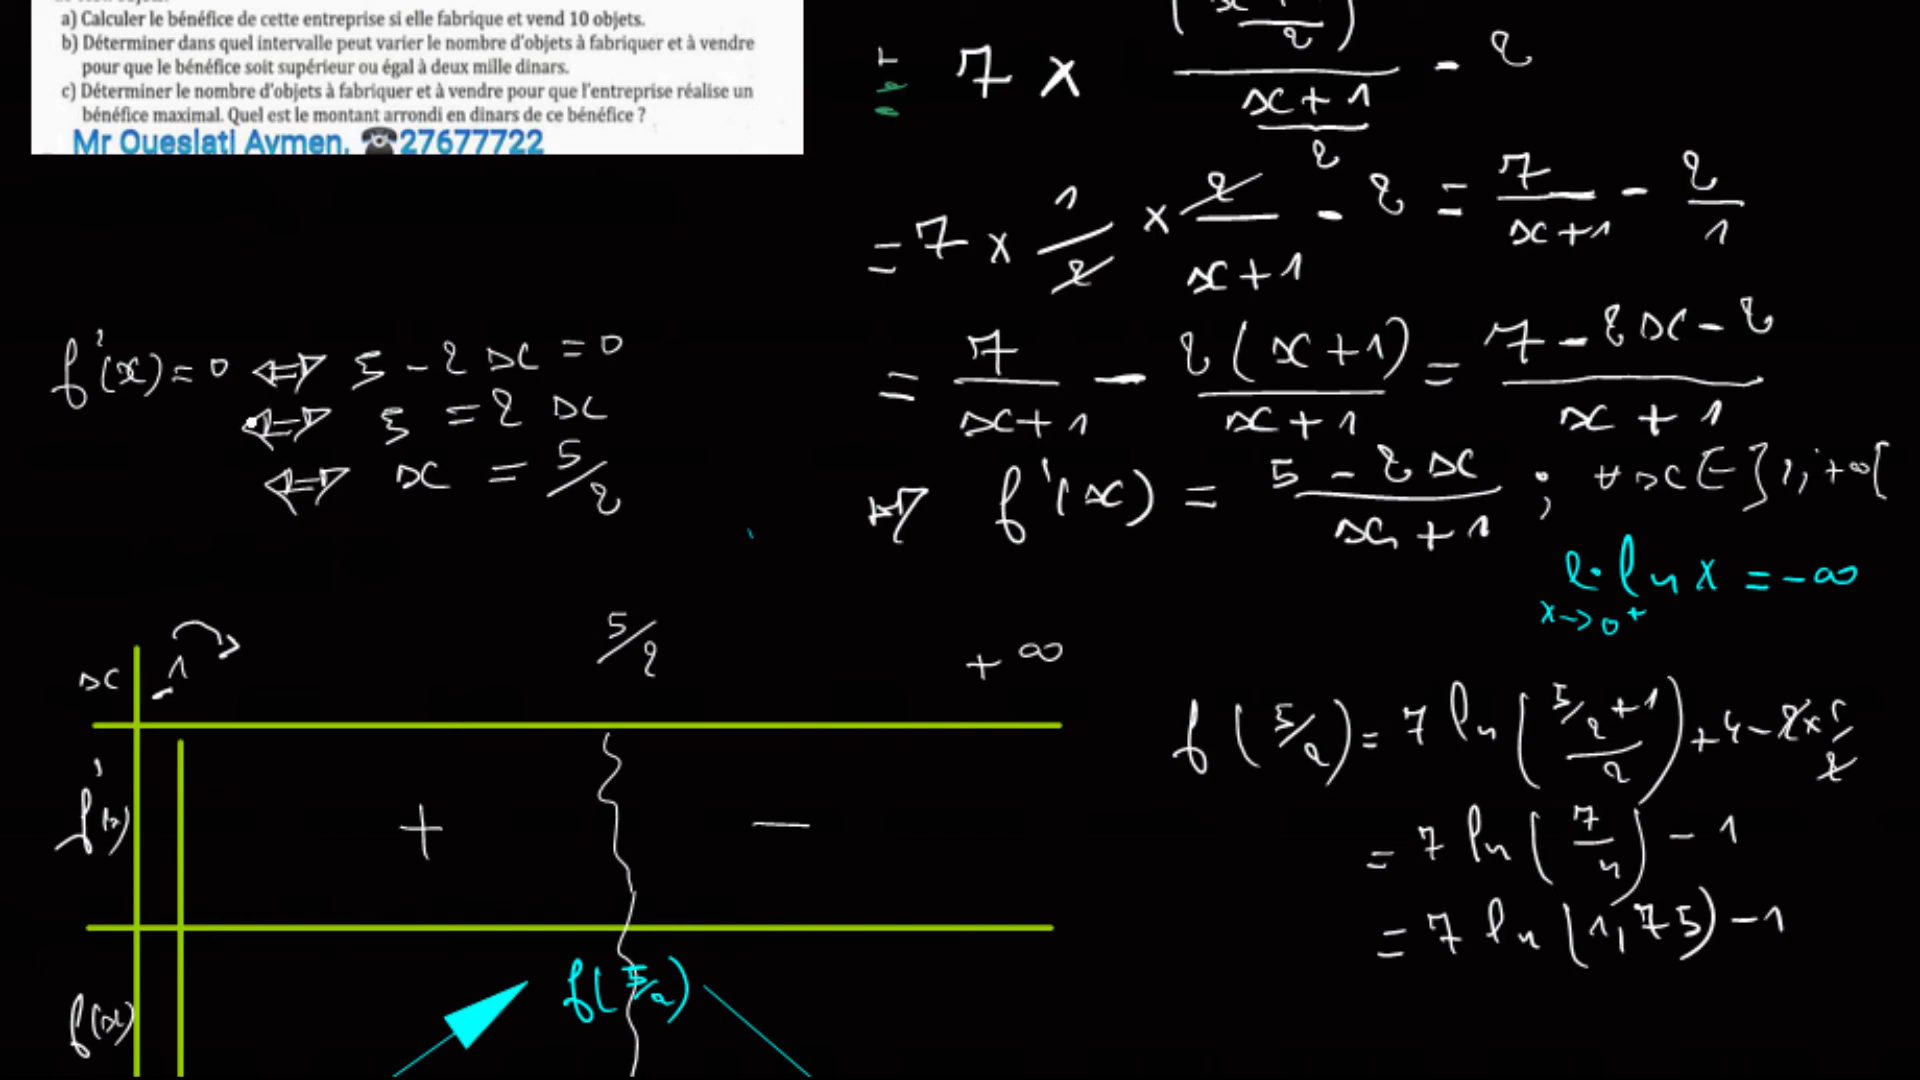 a) Calculer le bénéfice de cette entreprise si elle fabrique et vend 10 objets.
b) Déterminer dans quel intervalle peut varier le nombre d'objets à fabriquer et à vendre
pour que le bénéfice soit supérieur ou égal à deux mille dinars.
c) Déterminer le nombre d'objets à fabriquer et à vendre pour que l'entreprise réalise un
bénéfice maximal. Quel est le montant arrondi en dinars de ce bénéfice ?
Mr Oueslati Aymen. ☎27677722
= 7 × / (x+1)/2 - 2
= 7 × 1/2 × 2/(x+1) - 2 = 7/(x+1) - 2/1
= 7/(x+1) - 2(x+1)/(x+1) = (7-2x-2)/(x+1)
⇔ f'(x) = (5-2x)/(x+1) ; ∀x∈]1,+∞[
f'(x)=0 ⇔ 5-2x=0
⇔ 5=2x
⇔ x = 5/2
l. ln x = -∞
x→0+
x -1 5/2 +∞
f'(x) + −
f(x) f(5/2)
f(5/2) = 7 ln((5/2+1)/2) +4-2×5/2
= 7 ln(7/4) - 1
= 7 ln(1,75) -1